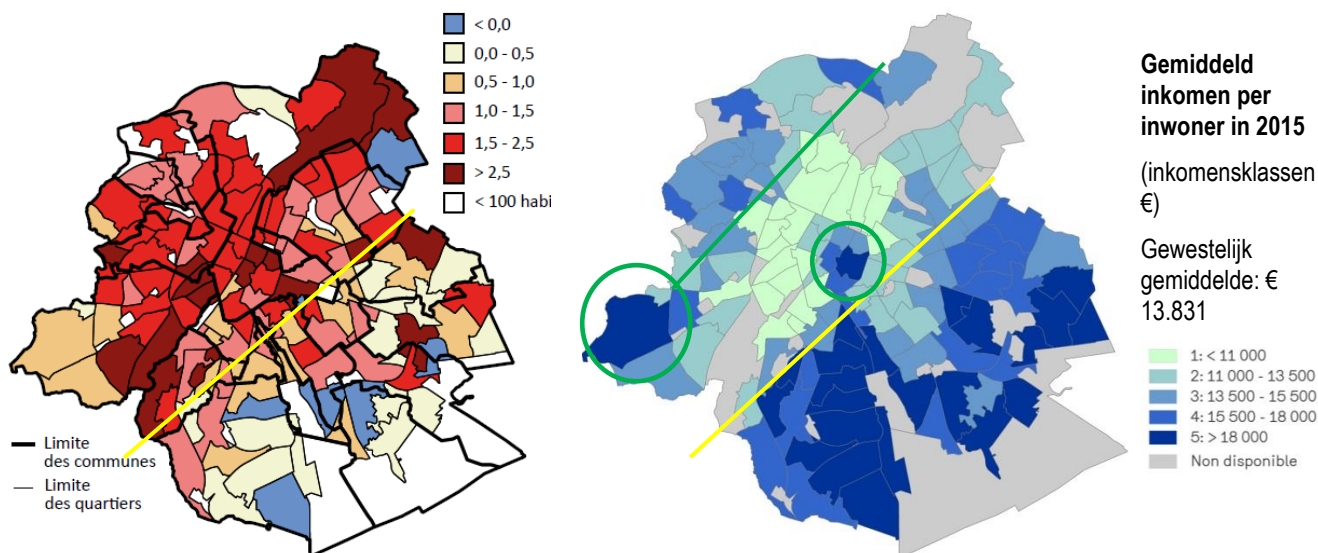 < 0,0
0,0 - 0,5
0,5 - 1,0
1,0 - 1,5
1,5 - 2,5
> 2,5
< 100 habi
Limite
des communes
Limite
des quartiers
Gemiddeld
inkomen per
inwoner in 2015
(inkomensklassen
€)
Gewestelijk
gemiddelde: €
13.831
1: < 11 000
2: 11 000 - 13 500
3: 13 500 - 15 500
4: 15 500 - 18 000
5: > 18 000
Non disponible